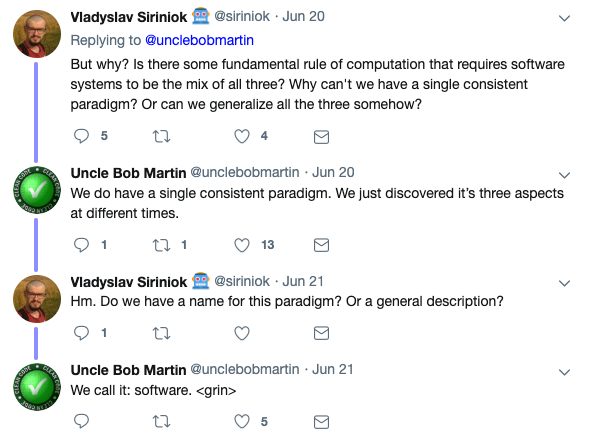 Vladyslav Siriniok 🤖 @siriniok · Jun 20
Replying to @unclebobmartin
But why? Is there some fundamental rule of computation that requires software
systems to be the mix of all three? Why can't we have a single consistent
paradigm? Or can we generalize all the three somehow?
5 4
Uncle Bob Martin @unclebobmartin · Jun 20
We do have a single consistent paradigm. We just discovered it's three aspects
at different times.
1 1 13
Vladyslav Siriniok 🤖 @siriniok · Jun 21
Hm. Do we have a name for this paradigm? Or a general description?
1
Uncle Bob Martin @unclebobmartin · Jun 21
We call it: software. <grin>
5